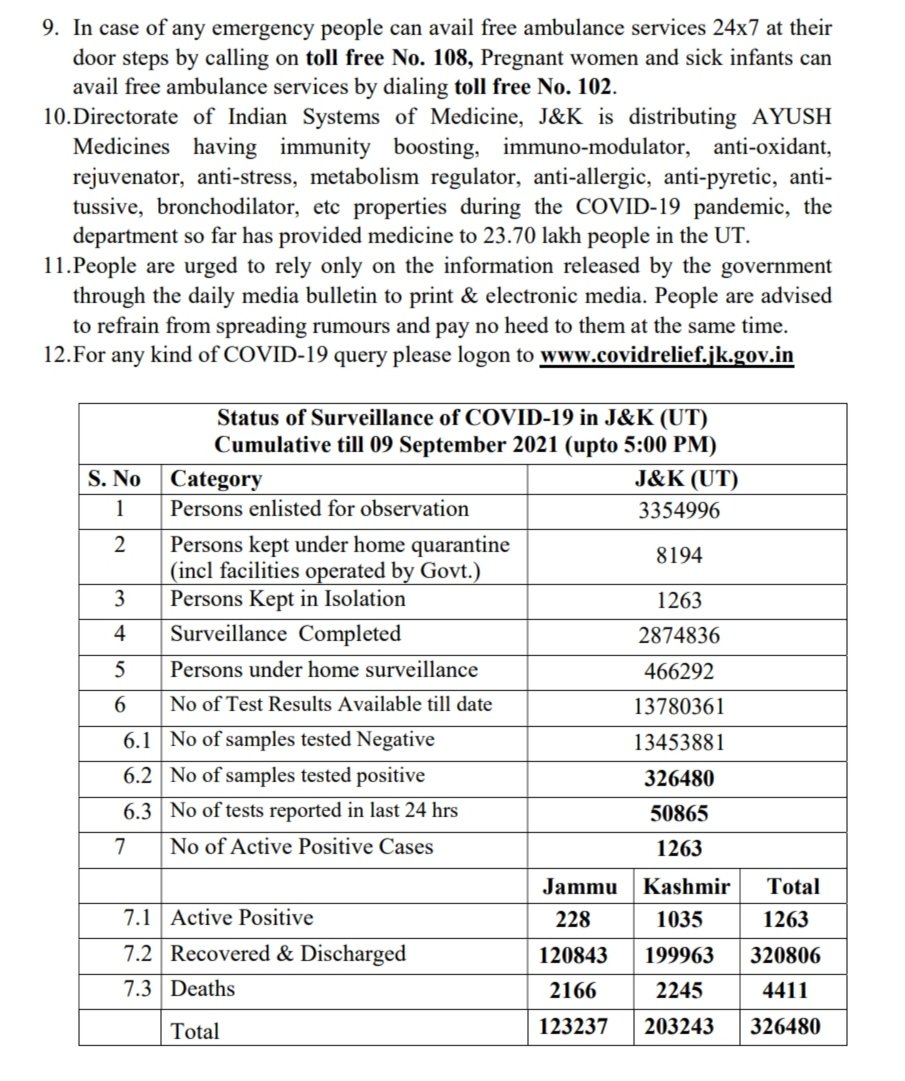 9. In case of any emergency people can avail free ambulance services 24x7 at their
door steps by calling on toll free No. 108, Pregnant women and sick infants can
avail free ambulance services by dialing toll free No. 102.
10.Directorate of Indian Systems of Medicine, J&K is distributing AYUSH
Medicines having immunity boosting, immuno-modulator, anti-oxidant,
rejuvenator, anti-stress, metabolism regulator, anti-allergic, anti-pyretic, anti-
tussive, bronchodilator, etc properties during the COVID-19 pandemic, the
department so far has provided medicine to 23.70 lakh people in the UT.
11.People are urged to rely only on the information released by the government
through the daily media bulletin to print & electronic media. People are advised
to refrain from spreading rumours and pay no heed to them at the same time.
12.For any kind of COVID-19 query please logon to www.covidrelief.jk.gov.in
Status of Surveillance of COVID-19 in J&K (UT)
Cumulative till 09 September 2021 (upto 5:00 PM)
S. No Category J&K (UT)
1 Persons enlisted for observation 3354996
2 Persons kept under home quarantine
(incl facilities operated by Govt.) 8194
3 Persons Kept in Isolation 1263
4 Surveillance Completed 2874836
5 Persons under home surveillance 466292
6 No of Test Results Available till date 13780361
6.1 No of samples tested Negative 13453881
6.2 No of samples tested positive 326480
6.3 No of tests reported in last 24 hrs 50865
7 No of Active Positive Cases 1263
Jammu Kashmir Total
7.1 Active Positive 228 1035 1263
7.2 Recovered & Discharged 120843 199963 320806
7.3 Deaths 2166 2245 4411
Total 123237 203243 326480